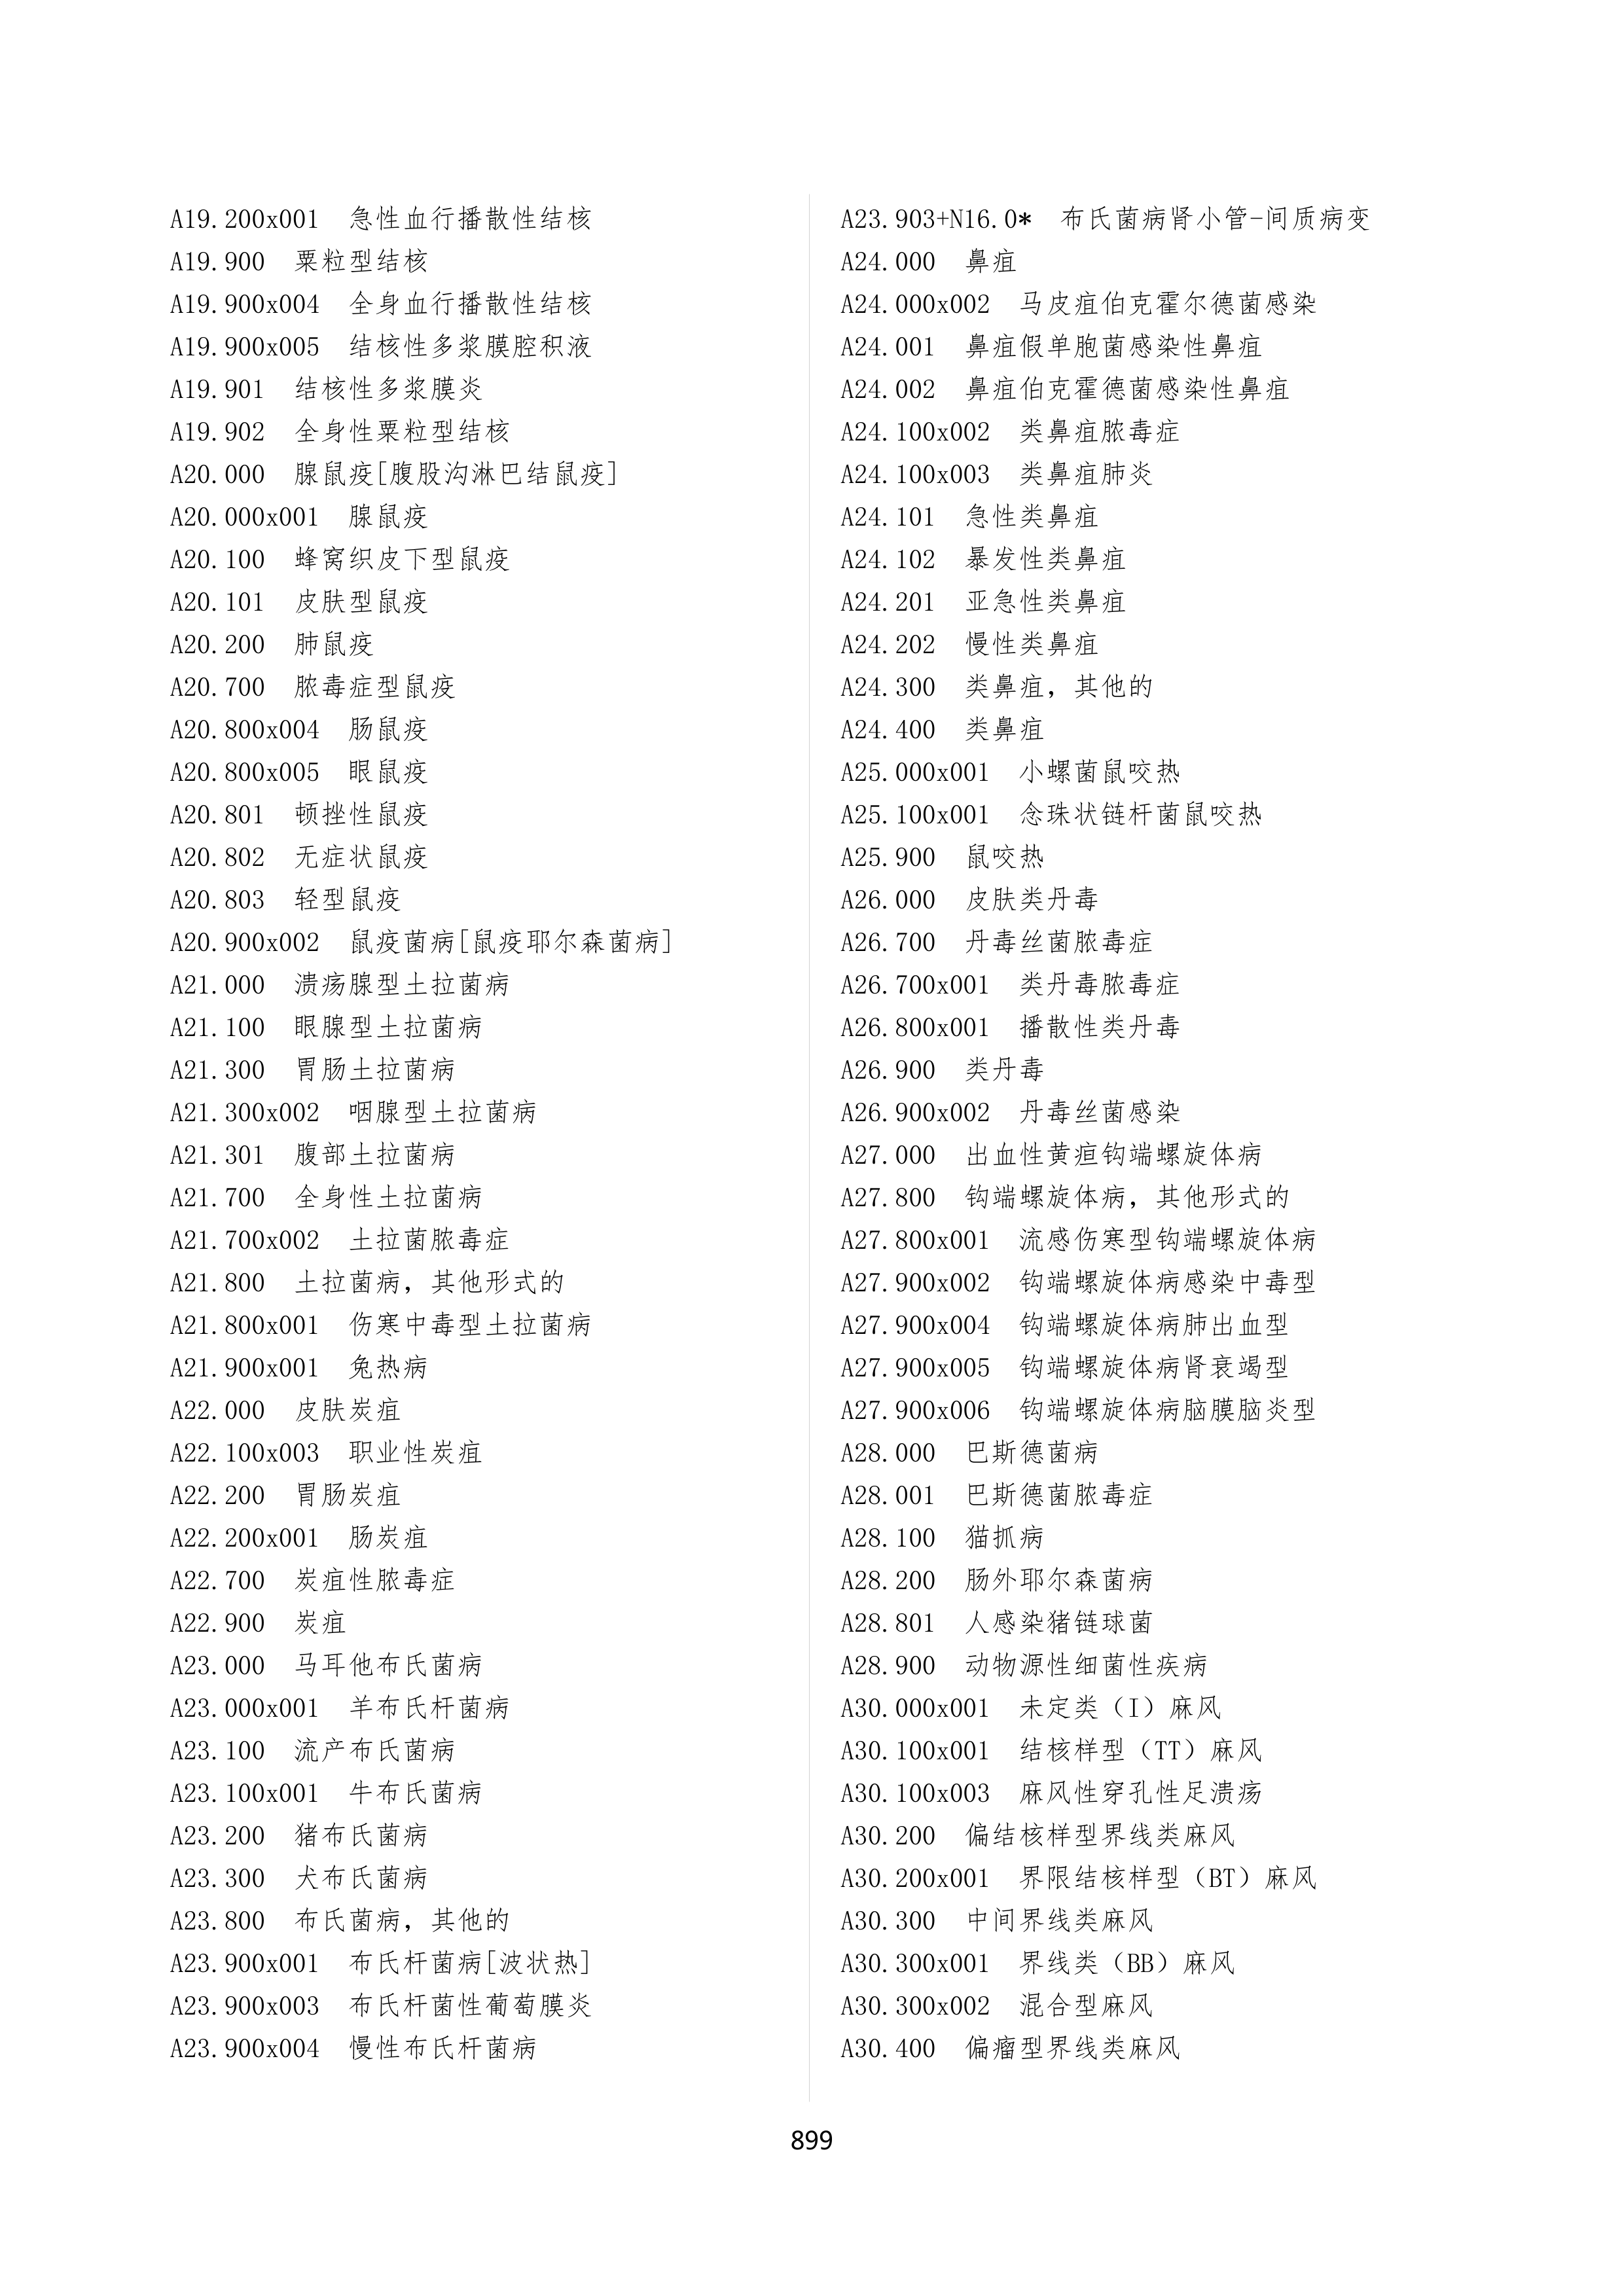 A19.200x001 急性血行播散性结核
A19.900 粟粒型结核
A19.900x004 全身血行播散性结核
A19.900x005 结核性多浆膜腔积液
A19.901 结核性多浆膜炎
A19.902 全身性粟粒型结核
A20.000 腺鼠疫[腹股沟淋巴结鼠疫]
A20.000x001 腺鼠疫
A20.100 蜂窝织皮下型鼠疫
A20.101 皮肤型鼠疫
A20.200 肺鼠疫
A20.700 脓毒症型鼠疫
A20.800x004 肠鼠疫
A20.800x005 眼鼠疫
A20.801 顿挫性鼠疫
A20.802 无症状鼠疫
A20.803 轻型鼠疫
A20.900x002 鼠疫菌病[鼠疫耶尔森菌病]
A21.000 溃疡腺型土拉菌病
A21.100 眼腺型土拉菌病
A21.300 胃肠土拉菌病
A21.300x002 咽腺型土拉菌病
A21.301 腹部土拉菌病
A21.700 全身性土拉菌病
A21.700x002 土拉菌脓毒症
A21.800 土拉菌病，其他形式的
A21.800x001 伤寒中毒型土拉菌病
A21.900x001 兔热病
A22.000 皮肤炭疽
A22.100x003 职业性炭疽
A22.200 胃肠炭疽
A22.200x001 肠炭疽
A22.700 炭疽性脓毒症
A22.900 炭疽
A23.000 马耳他布氏菌病
A23.000x001 羊布氏杆菌病
A23.100 流产布氏菌病
A23.100x001 牛布氏菌病
A23.200 猪布氏菌病
A23.300 犬布氏菌病
A23.800 布氏菌病，其他的
A23.900x001 布氏杆菌病[波状热]
A23.900x003 布氏杆菌性葡萄膜炎
A23.900x004 慢性布氏杆菌病
A23.903+N16.0* 布氏菌病肾小管-间质病变
A24.000 鼻疽
A24.000x002 马皮疽伯克霍尔德菌感染
A24.001 鼻疽假单胞菌感染性鼻疽
A24.002 鼻疽伯克霍德菌感染性鼻疽
A24.100x002 类鼻疽脓毒症
A24.100x003 类鼻疽肺炎
A24.101 急性类鼻疽
A24.102 暴发性类鼻疽
A24.201 亚急性类鼻疽
A24.202 慢性类鼻疽
A24.300 类鼻疽，其他的
A24.400 类鼻疽
A25.000x001 小螺菌鼠咬热
A25.100x001 念珠状链杆菌鼠咬热
A25.900 鼠咬热
A26.000 皮肤类丹毒
A26.700 丹毒丝菌脓毒症
A26.700x001 类丹毒脓毒症
A26.800x001 播散性类丹毒
A26.900 类丹毒
A26.900x002 丹毒丝菌感染
A27.000 出血性黄疸钩端螺旋体病
A27.800 钩端螺旋体病，其他形式的
A27.800x001 流感伤寒型钩端螺旋体病
A27.900x002 钩端螺旋体病感染中毒型
A27.900x004 钩端螺旋体病肺出血型
A27.900x005 钩端螺旋体病肾衰竭型
A27.900x006 钩端螺旋体病脑膜脑炎型
A28.000 巴斯德菌病
A28.001 巴斯德菌脓毒症
A28.100 猫抓病
A28.200 肠外耶尔森菌病
A28.801 人感染猪链球菌
A28.900 动物源性细菌性疾病
A30.000x001 未定类（I）麻风
A30.100x001 结核样型（TT）麻风
A30.100x003 麻风性穿孔性足溃疡
A30.200 偏结核样型界线类麻风
A30.200x001 界限结核样型（BT）麻风
A30.300 中间界线类麻风
A30.300x001 界线类（BB）麻风
A30.300x002 混合型麻风
A30.400 偏瘤型界线类麻风
899